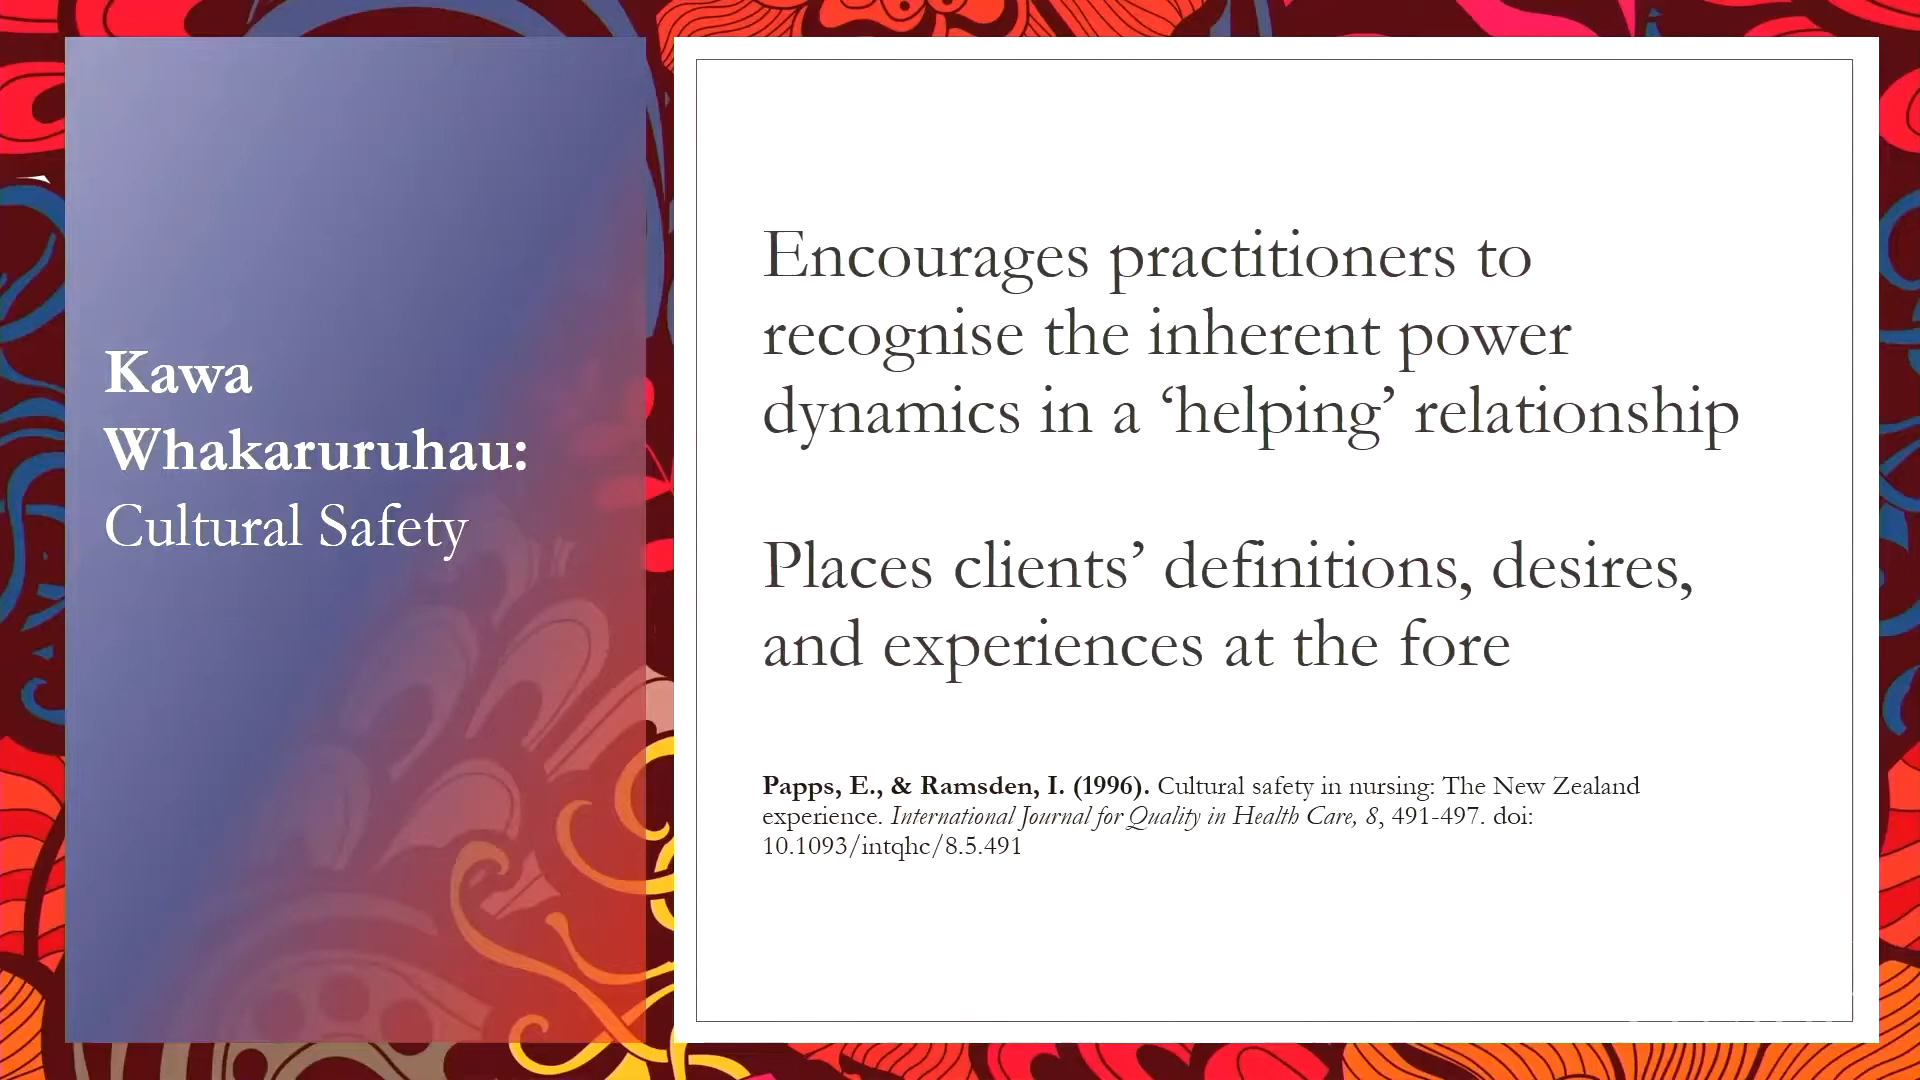 Kawa
Whakaruruhau:
Cultural Safety
Encourages practitioners to
recognise the inherent power
dynamics in a ‘helping’ relationship
Places clients’ definitions, desires,
and experiences at the fore
Papps, E., & Ramsden, I. (1996). Cultural safety in nursing: The New Zealand
experience. International Journal for Quality in Health Care, 8, 491-497. doi:
10.1093/intqhc/8.5.491